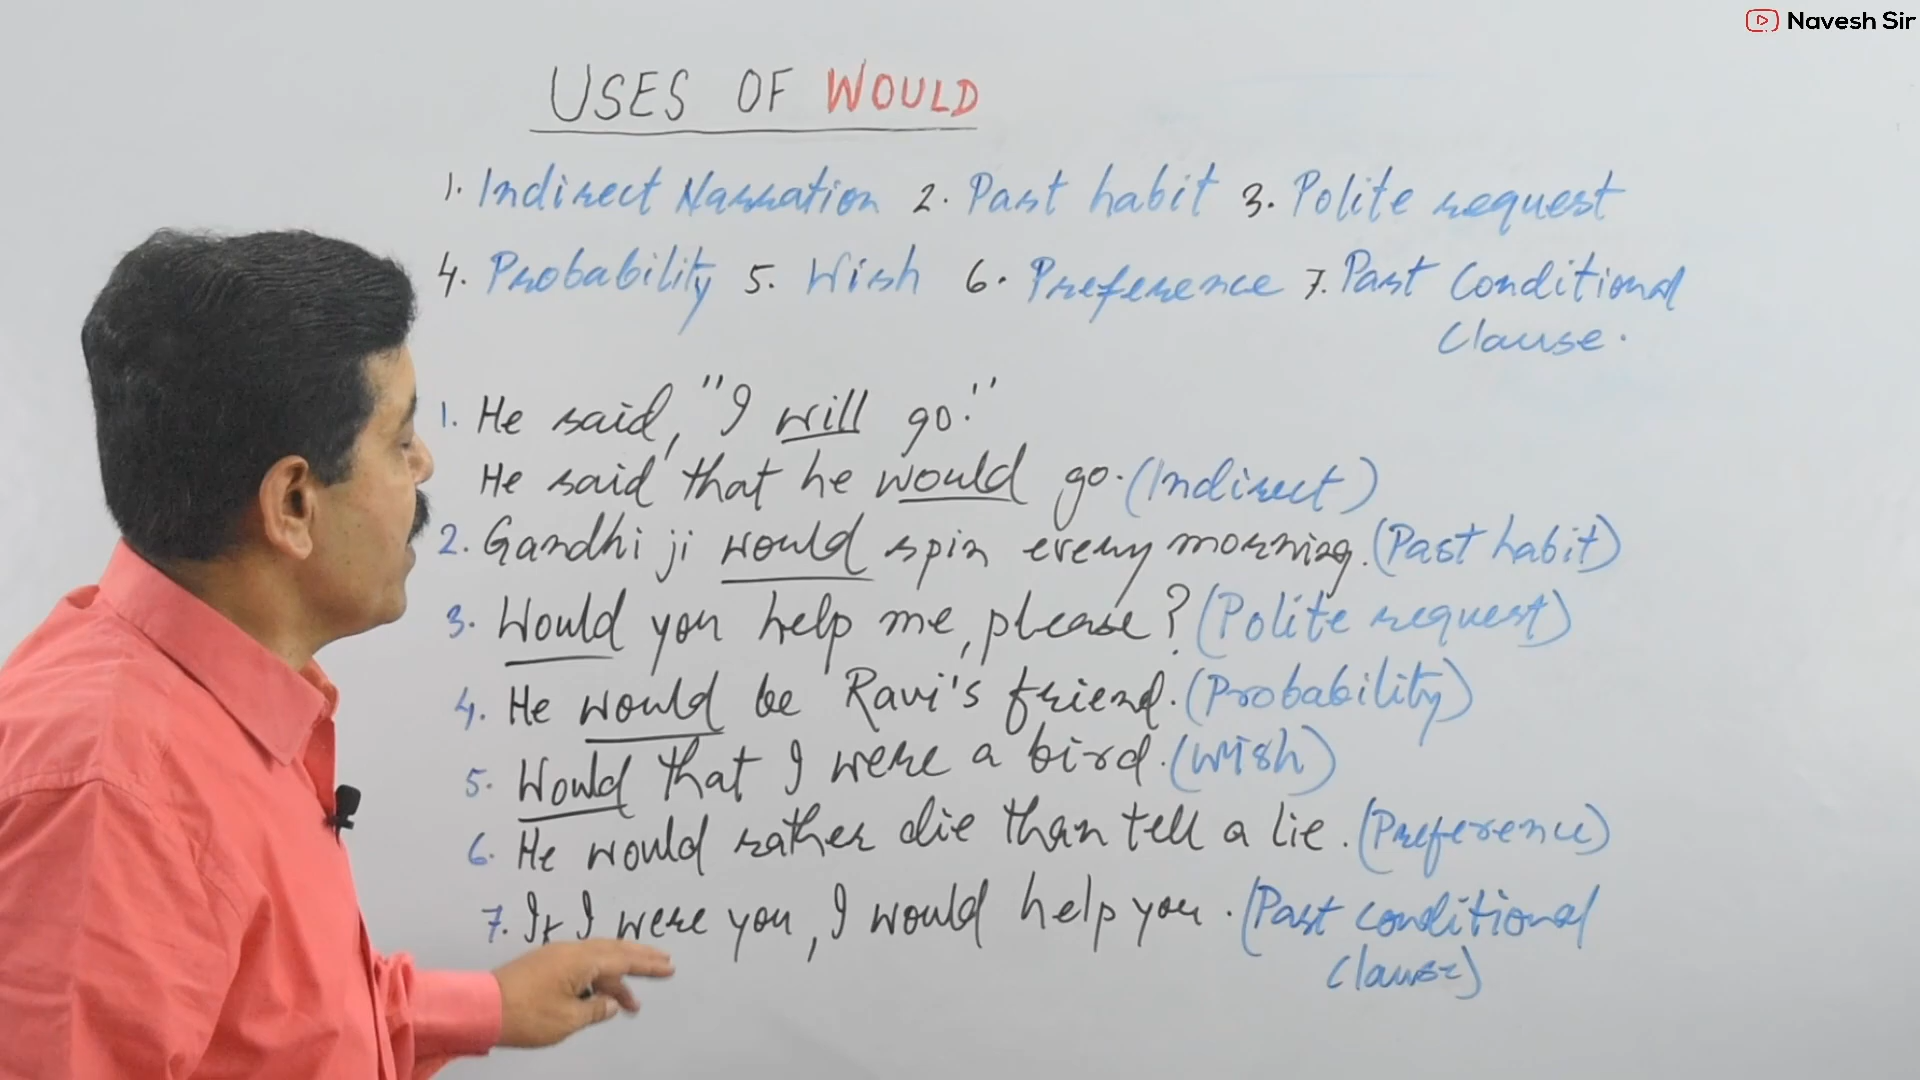 Navesh Sir
USES OF WOULD
1. Indirect Narration 2. Past habit 3. Polite request
4. Probability 5. Wish 6. Preference 7. Past Conditional
Clause.
1. He said, "I will go."
He said that he would go. (Indirect)
2. Gandhi ji would spin every morning. (Past habit)
3. Would you help me, please? (Polite request)
4. He would be Ravi's friend. (Probability)
5. Would that I were a bird. (Wish)
6. He would rather die than tell a lie. (Preference)
7. If I were you, I would help you. (Past conditional
Clause)